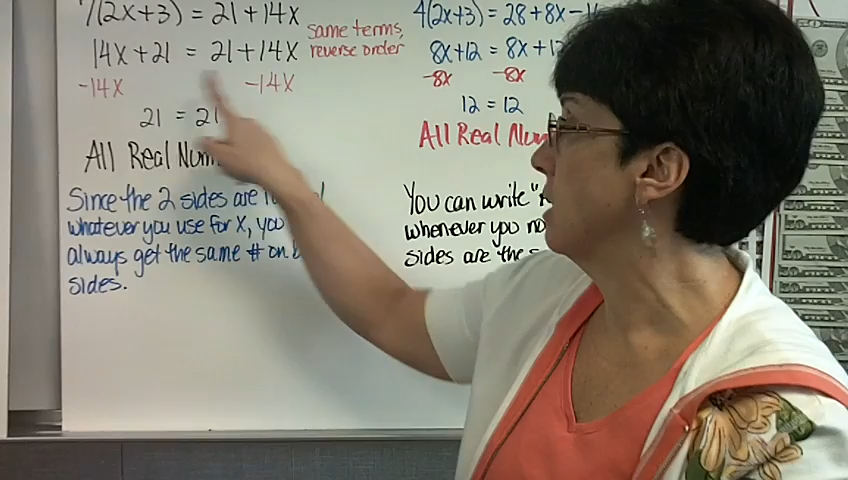 7(2x+3) = 21+14x
14x+21 = 21+14x
same terms,
reverse order
-14x -14x
21 = 21
All Real
Since the 2 sides are
whatever you use for x, you
always get the same # on
sides.
4(2x+3) = 28+8x-
8x+12 = 8x+12
-8x -8x
12 = 12
All Real
You can write
whenever you
sides are the